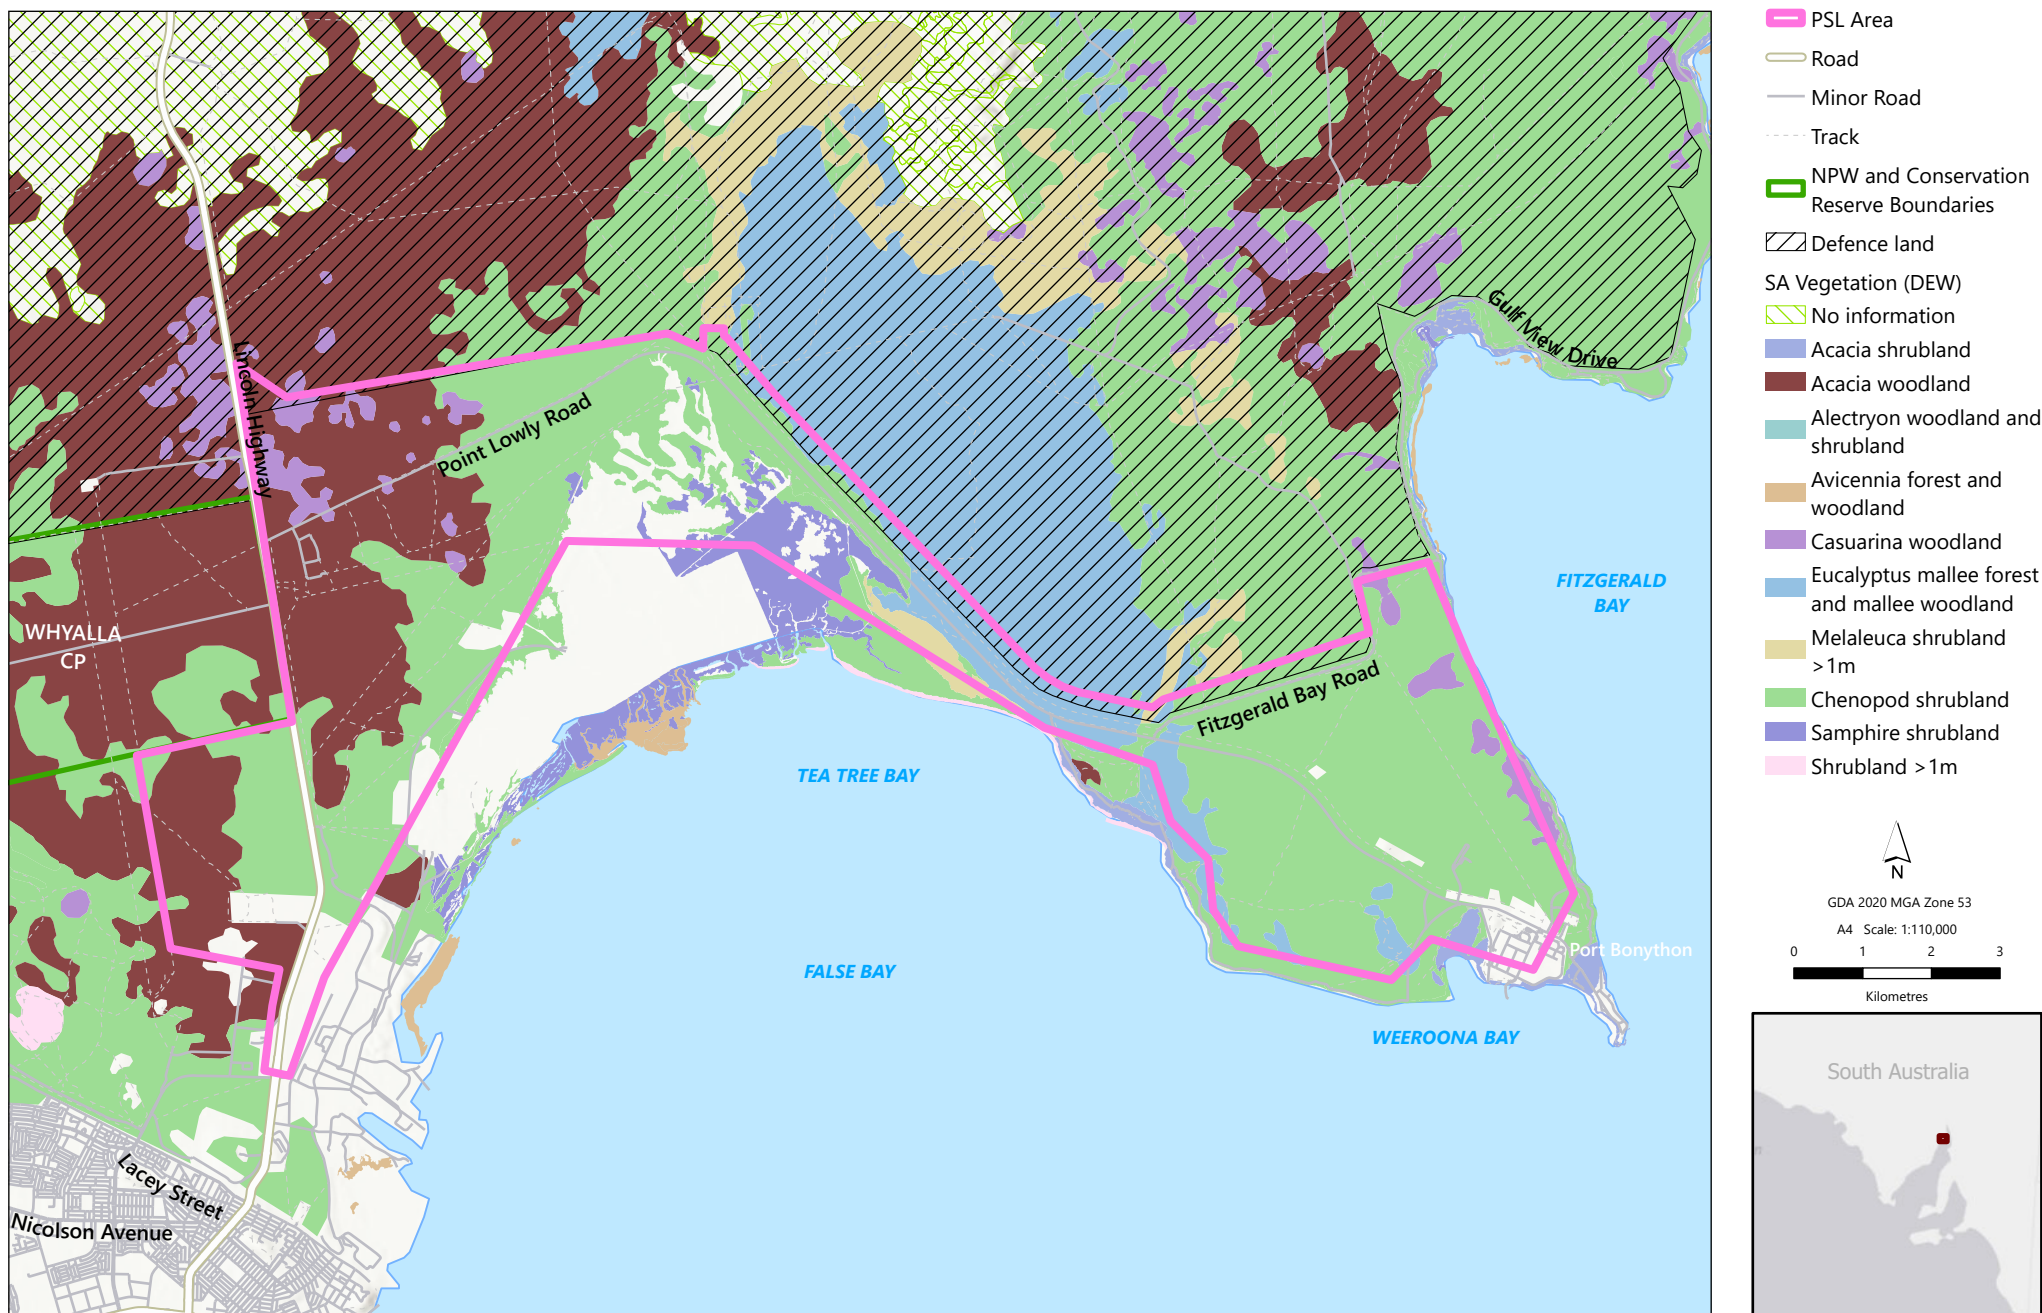 Lincoln Highway
Point Lowly Road
Gulf View Drive
WHYALLA
CP
FITZGERALD
BAY
Fitzgerald Bay Road
TEA TREE BAY
FALSE BAY
Port Bonython
WEEROONA BAY
Lacey Street
Nicolson Avenue
PSL Area
Road
Minor Road
Track
NPW and Conservation
Reserve Boundaries
Defence land
SA Vegetation (DEW)
No information
Acacia shrubland
Acacia woodland
Alectryon woodland and
shrubland
Avicennia forest and
woodland
Casuarina woodland
Eucalyptus mallee forest
and mallee woodland
Melaleuca shrubland
>1m
Chenopod shrubland
Samphire shrubland
Shrubland >1m
N
GDA 2020 MGA Zone 53
A4 Scale: 1:110,000
0 1 2 3
Kilometres
South Australia